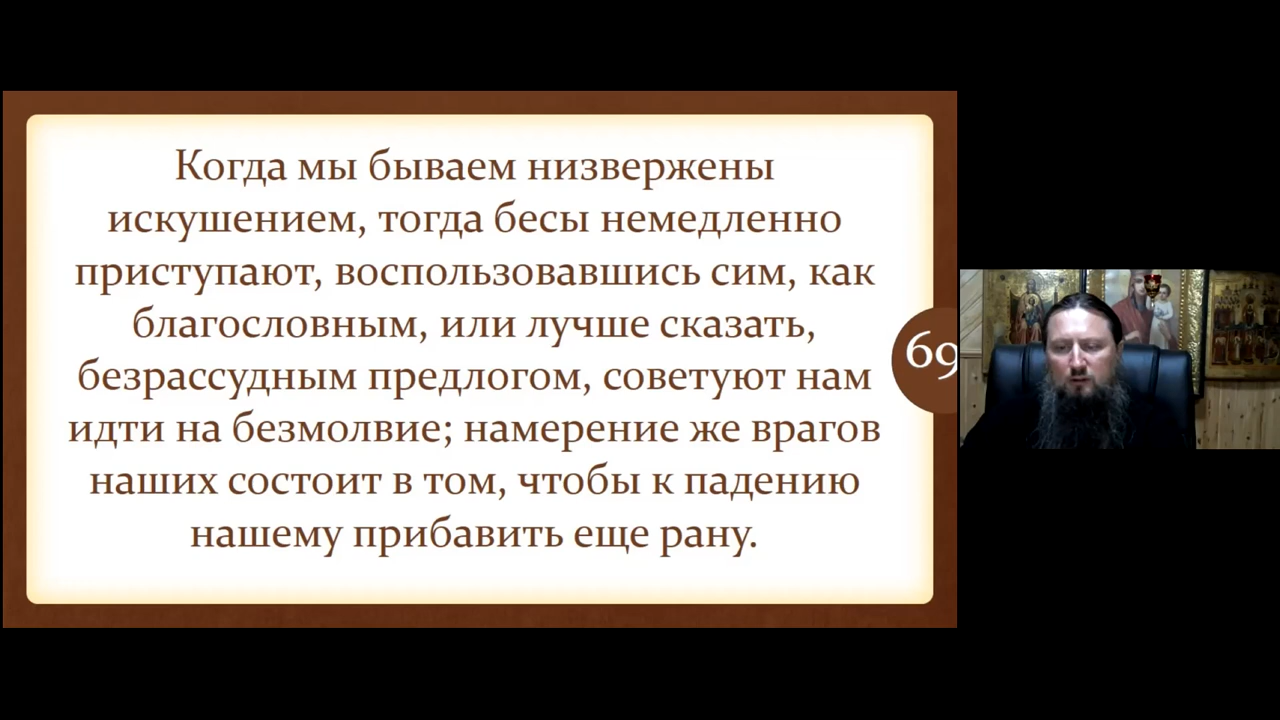 Когда мы бываем низвержены
искушением, тогда бесы немедленно
приступают, воспользовавшись сим, как
благословным, или лучше сказать,
безрассудным предлогом, советуют нам
идти на безмолвие; намерение же врагов
наших состоит в том, чтобы к падению
нашему прибавить еще рану.
69